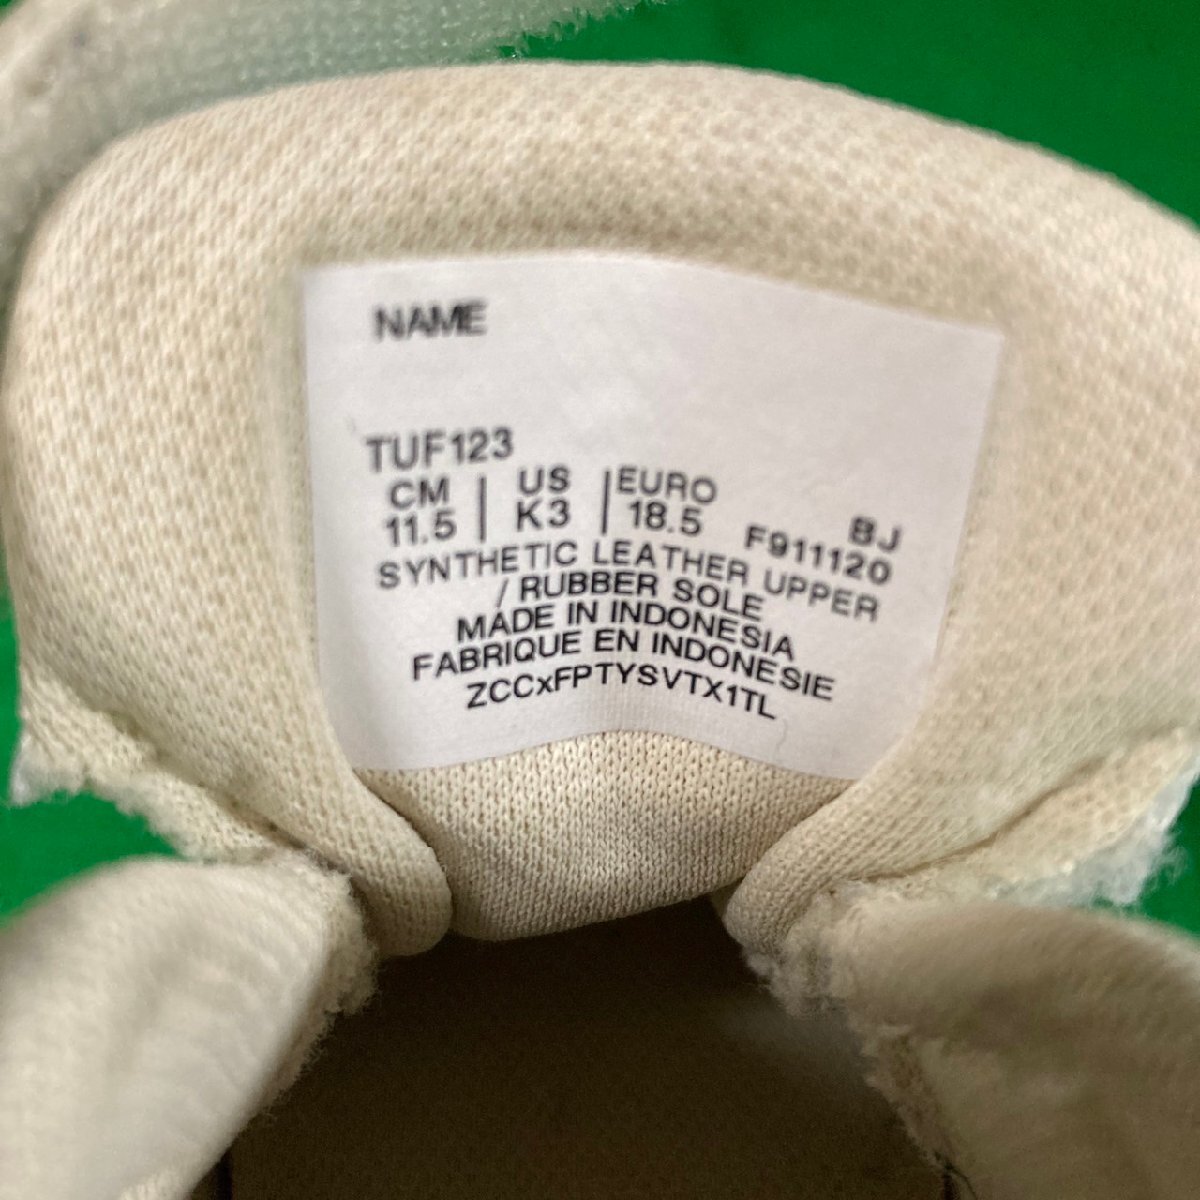 NAME
TUF123
CM | US | EURO BJ
11.5 | K3 | 18.5 F911120
SYNTHETIC LEATHER UPPER
/ RUBBER SOLE
MADE IN INDONESIA
FABRIQUE EN INDONESIE
ZCCxFPTYSVTX1TL